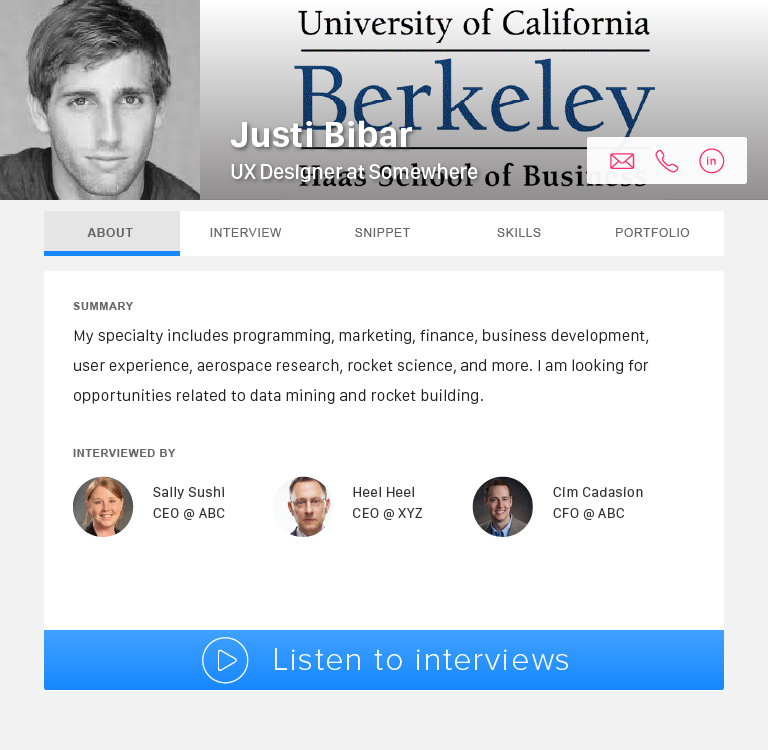 University of California
Berkeley
Haas School of Business
Justi Bibar
UX Designer at Somewhere
in
ABOUT
INTERVIEW
SNIPPET
SKILLS
PORTFOLIO
SUMMARY
My specialty includes programming, marketing, finance, business development,
user experience, aerospace research, rocket science, and more. I am looking for
opportunities related to data mining and rocket building.
INTERVIEWED BY
Sally Sushi
CEO @ ABC
Heel Heel
CEO @ XYZ
Cim Cadasion
CFO @ ABC
Listen to interviews